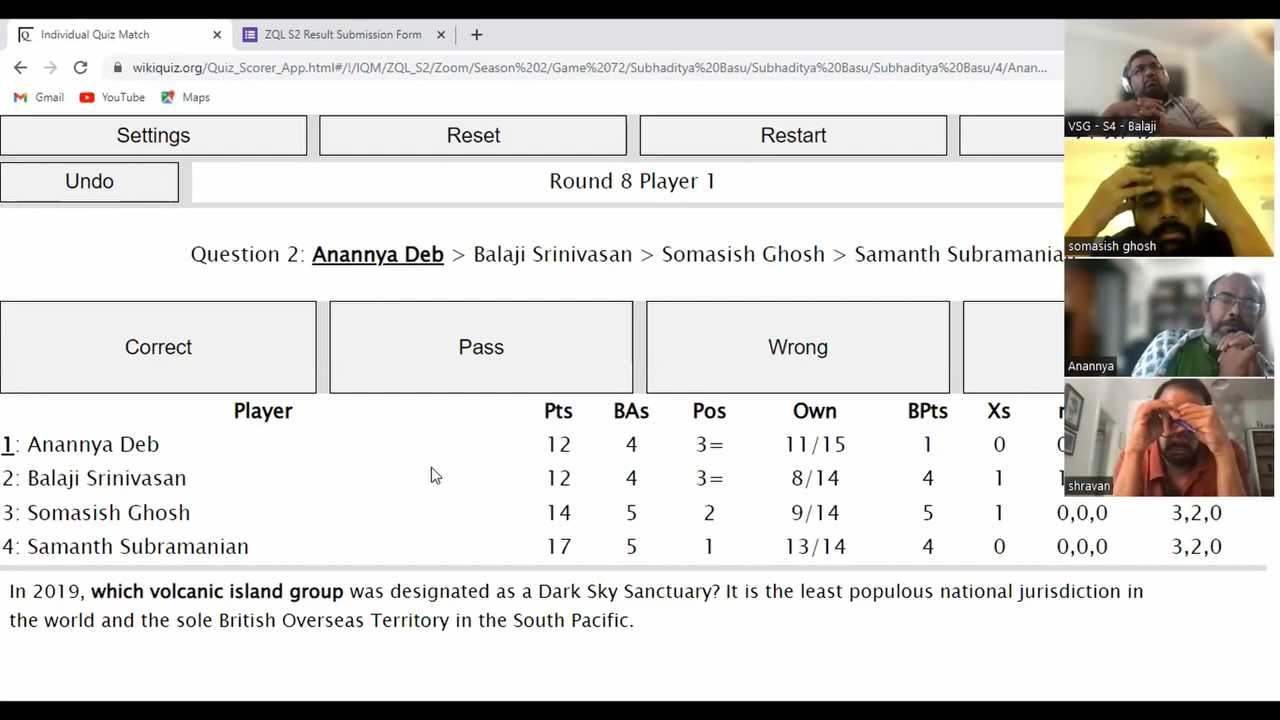 Individual Quiz Match
ZQL S2 Result Submission Form
wikiquiz.org/Quiz_Scorer_App.html#/I/IQM/ZQL_S2/Zoom/Season%202/Game%2072/Subhaditya%20Basu/Subhaditya%20Basu/Subhaditya%20Basu/4/Anan...
Gmail YouTube Maps
Settings Reset Restart
Undo Round 8 Player 1
Question 2: Anannya Deb > Balaji Srinivasan > Somasish Ghosh > Samanth Subramanian
Correct Pass Wrong
Player Pts BAs Pos Own BPts Xs
1: Anannya Deb 12 4 3= 11/15 1 0
2: Balaji Srinivasan 12 4 3= 8/14 4 1
3: Somasish Ghosh 14 5 2 9/14 5 1 0,0,0 3,2,0
4: Samanth Subramanian 17 5 1 13/14 4 0 0,0,0 3,2,0
In 2019, which volcanic island group was designated as a Dark Sky Sanctuary? It is the least populous national jurisdiction in
the world and the sole British Overseas Territory in the South Pacific.
VSG - S4 - Balaji
somasish ghosh
Anannya
shravan